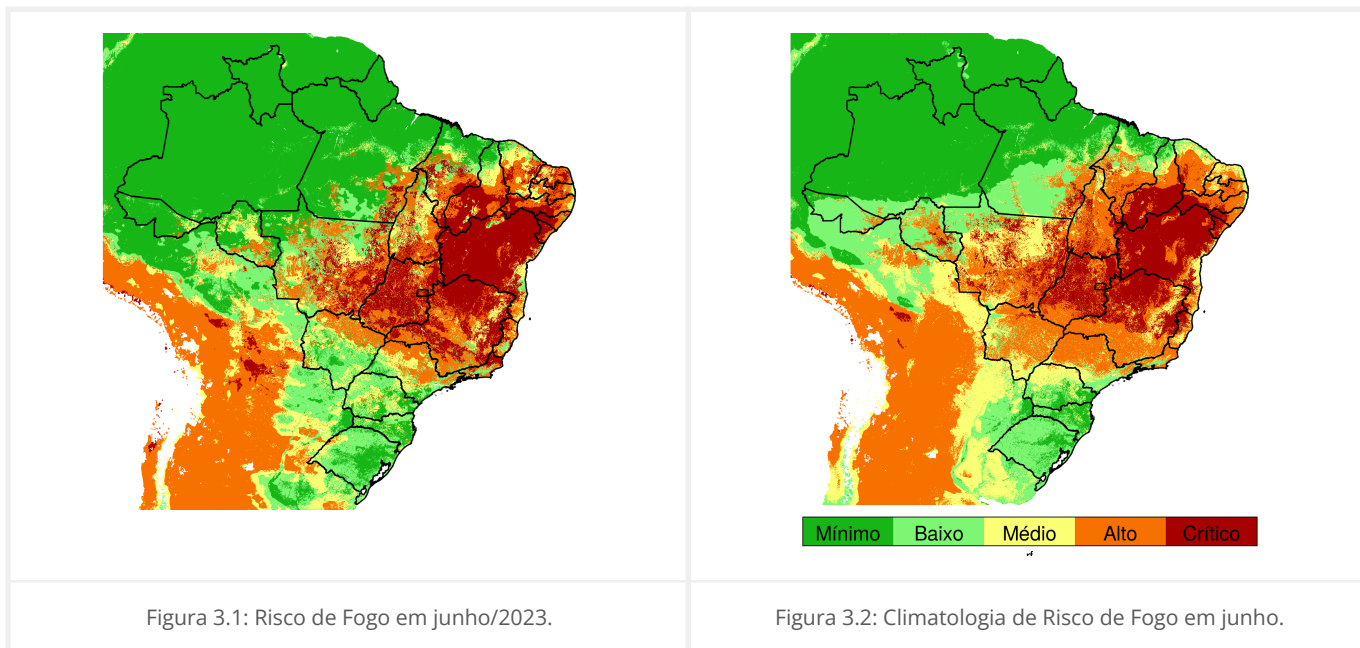 Mínimo Baixo Médio Alto Crítico
rf
Figura 3.1: Risco de Fogo em junho/2023.
Figura 3.2: Climatologia de Risco de Fogo em junho.